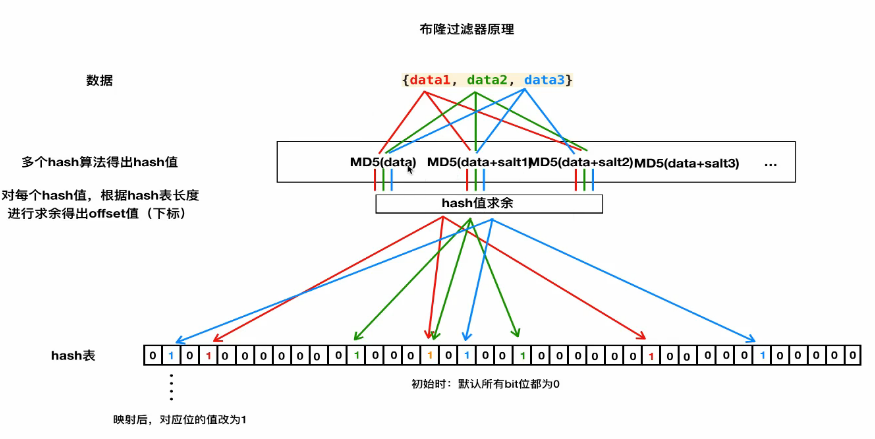 布隆过滤器原理
数据
{data1, data2, data3}
多个hash算法得出hash值
MD5(data) MD5(data+salt1) MD5(data+salt2) MD5(data+salt3) ...
对每个hash值，根据hash表长度
进行求余得出offset值（下标）
hash值求余
hash表
0 1 0 1 0 0 0 0 0 0 0 1 0 0 0 1 0 1 0 0 1 0 0 0 0 0 0 1 0 0 0 0 0 1 0 0 0 0 0
初始时：默认所有bit位都为0
映射后，对应位的值改为1